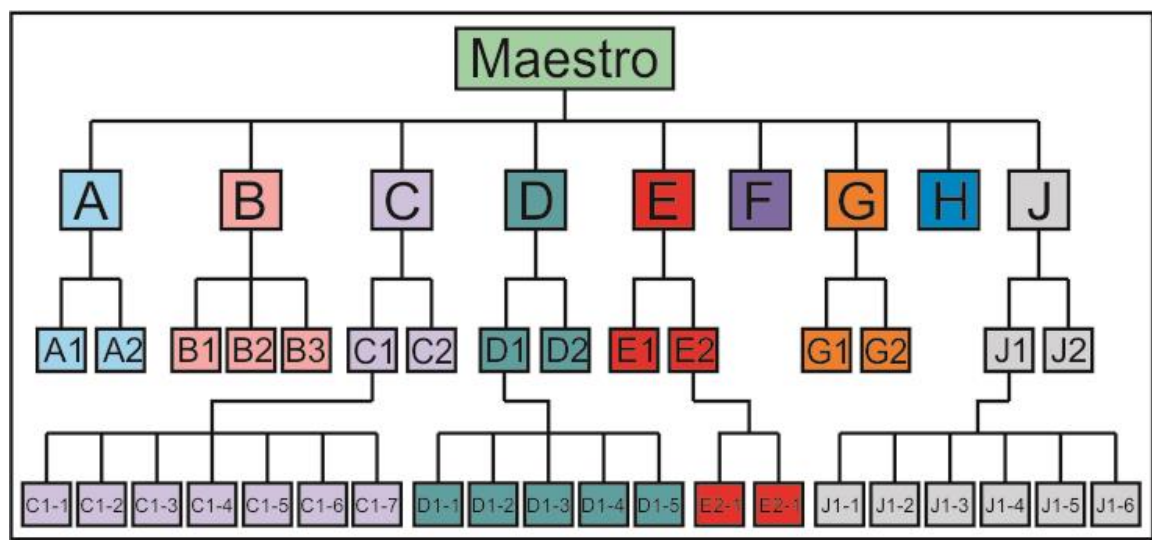 Maestro
A B C D E F G H J
A1 A2 B1 B2 B3 C1 C2 D1 D2 E1 E2 G1 G2 J1 J2
C1-1 C1-2 C1-3 C1-4 C1-5 C1-6 C1-7 D1-1 D1-2 D1-3 D1-4 D1-5 E2-1 E2-1 J1-1 J1-2 J1-3 J1-4 J1-5 J1-6